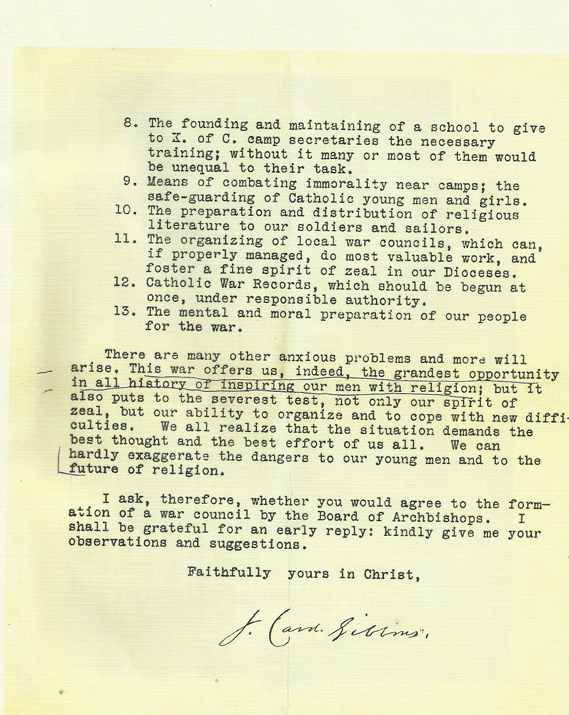 8. The founding and maintaining of a school to give
to X. of C. camp secretaries the necessary
training; without it many or most of them would
be unequal to their task.
9. Means of combating immorality near camps; the
safe-guarding of Catholic young men and girls.
10. The preparation and distribution of religious
literature to our soldiers and sailors.
11. The organizing of local war councils, which can,
if properly managed, do most valuable work, and
foster a fine spirit of zeal in our Dioceses.
12. Catholic War Records, which should be begun at
once, under responsible authority.
13. The mental and moral preparation of our people
for the war.
There are many other anxious problems and more will
arise. This war offers us, indeed, the grandest opportunity
in all history of inspiring our men with religion; but it
also puts to the severest test, not only our spirit of
zeal, but our ability to organize and to cope with new diffi-
culties. We all realize that the situation demands the
best thought and the best effort of us all. We can
hardly exaggerate the dangers to our young men and to the
future of religion.
I ask, therefore, whether you would agree to the form-
ation of a war council by the Board of Archbishops. I
shall be grateful for an early reply: kindly give me your
observations and suggestions.
Faithfully yours in Christ,
J. Card. Gibbons.